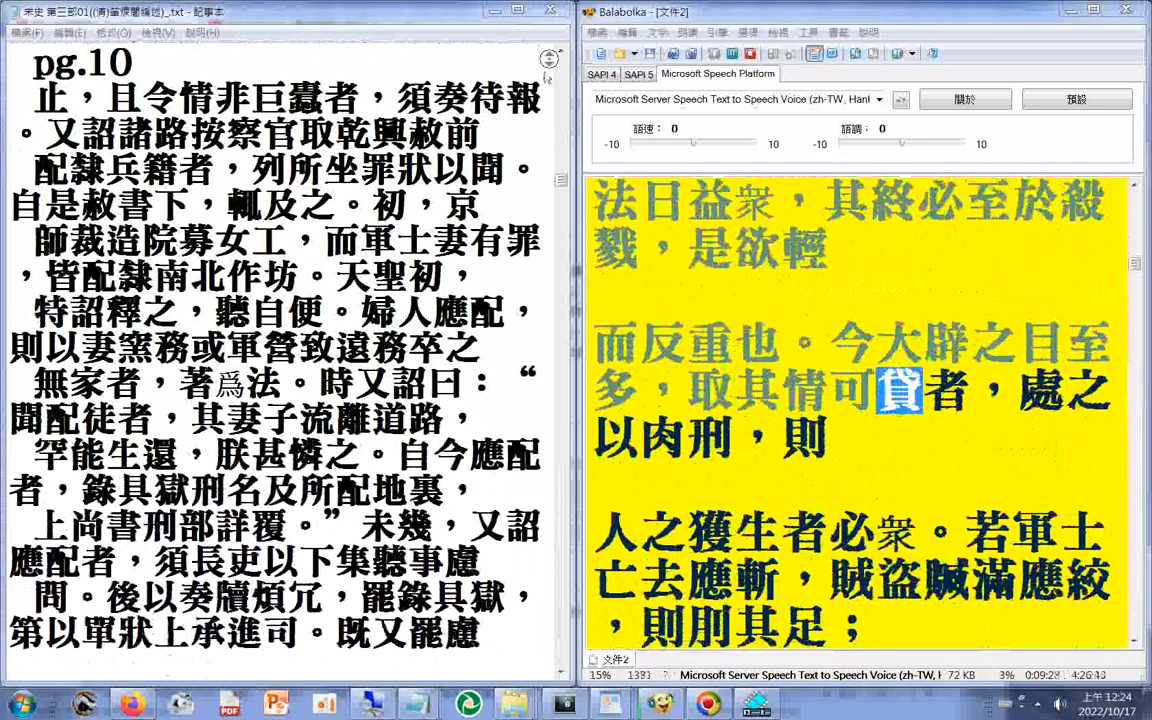 宋史 第三部01((清)畢煐闌編述)_.txt - 記事本
檔案(F) 編輯(E) 格式(O) 檢視(V) 說明(H)
pg.10
止，且令情非巨蠹者，須奏待報
。又詔諸路按察官取乾興赦前
配隸兵籍者，列所坐罪狀以聞。
自是赦書下，輒及之。初，京
師裁造院募女工，而軍士妻有罪
，皆配隸南北作坊。天聖初，
特詔釋之，聽自便。婦人應配，
則以妻窯務或軍營致遠務卒之
無家者，著爲法。時又詔曰：“
聞配徒者，其妻子流離道路，
罕能生還，朕甚憐之。自今應配
者，錄具獄刑名及所配地裏，
上尚書刑部詳覆。”未幾，又詔
應配者，須長吏以下集聽事慮
問。後以奏牘煩冗，罷錄具獄，
第以單狀上承進司。既又罷慮
Balabolka - [文件2]
檔案 編輯 文字 朗讀 引擎 選項 檢視 工具 書籤 說明
SAPI 4 SAPI 5 Microsoft Speech Platform
Microsoft Server Speech Text to Speech Voice (zh-TW, Hanl
關於 預設
語速： 0 語調： 0
-10 10 -10 10
法日益衆，其終必至於殺
戮，是欲輕
而反重也。今大辟之目至
多，取其情可貸者，處之
以肉刑，則
人之獲生者必衆。若軍士
亡去應斬，賊盜贓滿應絞
，則刖其足；
文件2
15% 1331 Microsoft Server Speech Text to Speech Voice (zh-TW, H 72 KB 3% 0:09:28 4:26:43
上午 12:24
2022/10/17